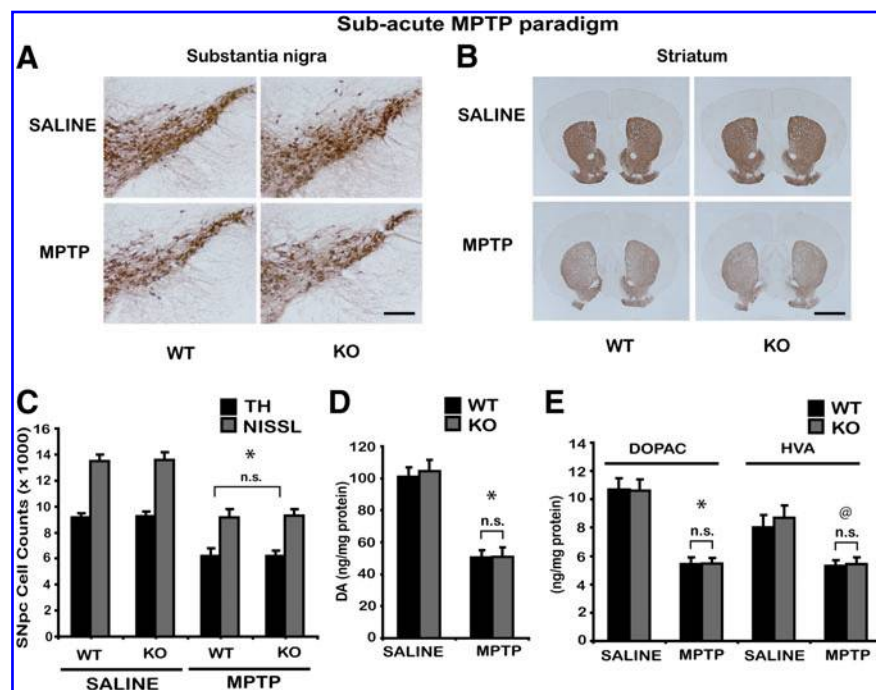 Sub-acute MPTP paradigm
A
Substantia nigra
SALINE
MPTP
WT KO
B
Striatum
SALINE
MPTP
WT KO
C
TH
NISSL
SNpc Cell Counts (x 1000)
16
14
12
10
8
6
4
2
0
*
n.s.
WT KO WT KO
SALINE MPTP
D
WT
KO
DA (ng/mg protein)
120
100
80
60
40
20
0
*
n.s.
SALINE MPTP
E
WT
KO
DOPAC HVA
(ng/mg protein)
14
12
10
8
6
4
2
0
*
n.s.
@
n.s.
SALINE MPTP SALINE MPTP